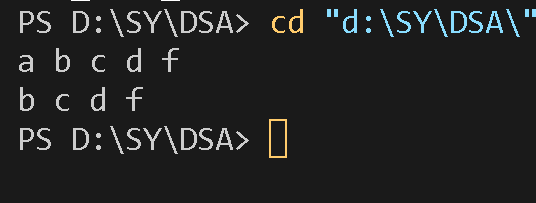 PS D:\SY\DSA> cd "d:\SY\DSA\"
a b c d f
b c d f
PS D:\SY\DSA>